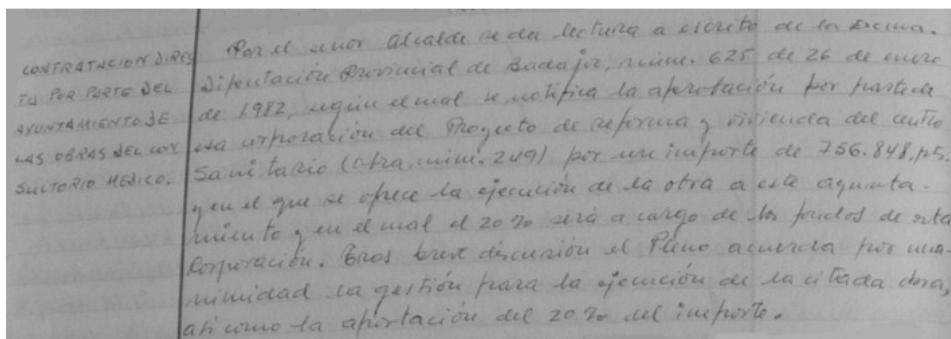 CONTRATACION DIREC
TA POR PARTE DEL
AYUNTAMIENTO DE
LAS OBRAS DEL CON
SULTORIO MEDICO.
Por el señor Alcalde se da lectura a escrito de la Excma.
Diputación Provincial de Badajoz, núm. 625 de 26 de enero
de 1982, según el cual se notifica la aprobación por parte de
esa corporación del Proyecto de reforma y vivienda del centro
Sanitario (obra núm. 249) por un importe de 756.848, pts.
y en el que se ofrece la ejecución de la obra a este ayunta-
miento y en el cual el 20% será a cargo de los fondos de esta
Corporación. Tras breve discusión el Pleno acuerda por una-
nimidad la gestión para la ejecución de la citada obra,
así como la aportación del 20% del importe.